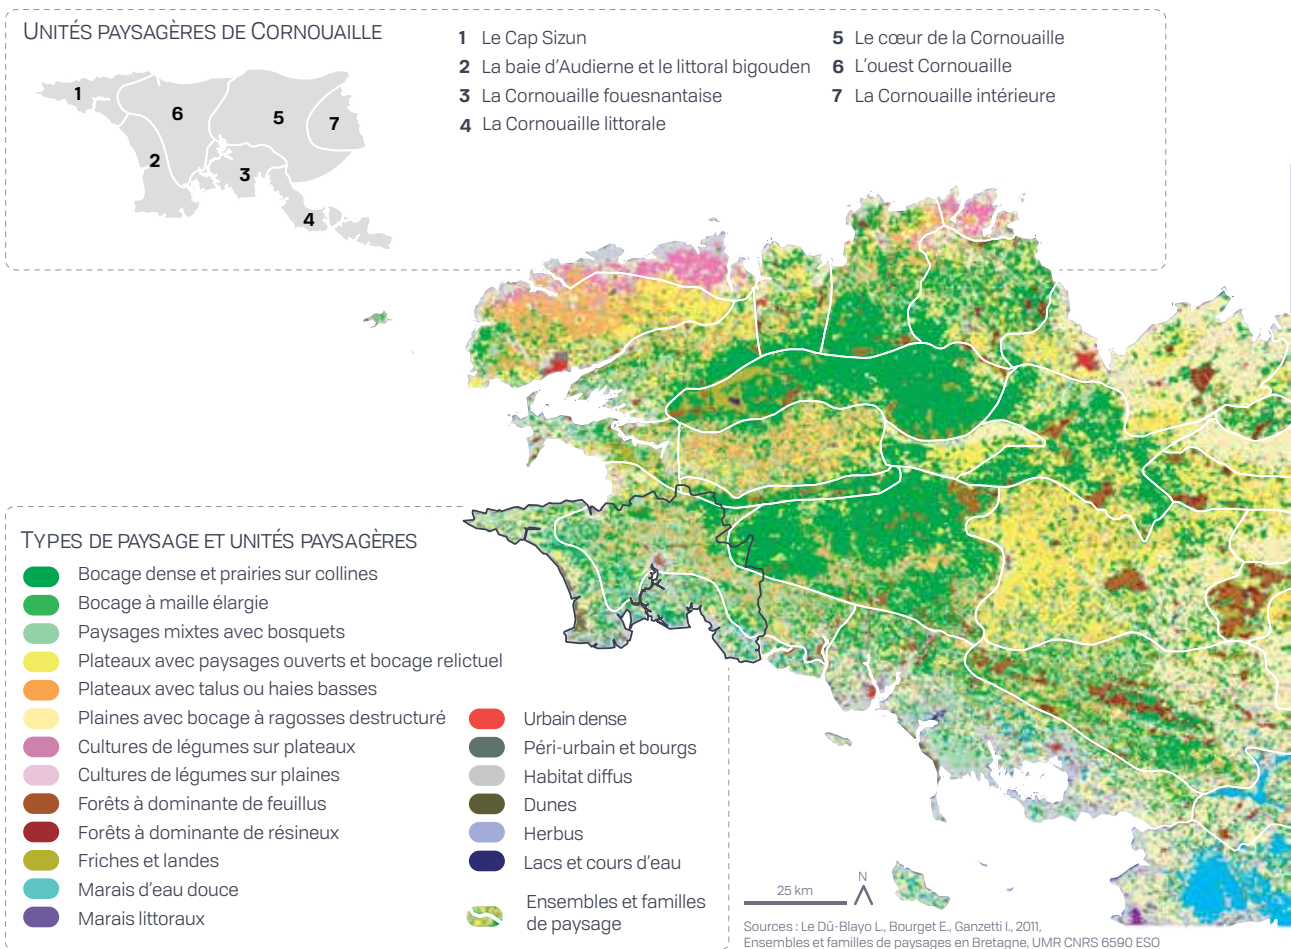 UNITÉS PAYSAGÈRES DE CORNOUAILLE
1 Le Cap Sizun
2 La baie d'Audierne et le littoral bigouden
3 La Cornouaille fouesnantaise
4 La Cornouaille littorale
5 Le cœur de la Cornouaille
6 L'ouest Cornouaille
7 La Cornouaille intérieure
1
6
5
7
2
3
4
TYPES DE PAYSAGE ET UNITÉS PAYSAGÈRES
Bocage dense et prairies sur collines
Bocage à maille élargie
Paysages mixtes avec bosquets
Plateaux avec paysages ouverts et bocage relictuel
Plateaux avec talus ou haies basses
Plaines avec bocage à ragosses destructuré
Cultures de légumes sur plateaux
Cultures de légumes sur plaines
Forêts à dominante de feuillus
Forêts à dominante de résineux
Friches et landes
Marais d'eau douce
Marais littoraux
Urbain dense
Péri-urbain et bourgs
Habitat diffus
Dunes
Herbus
Lacs et cours d'eau
Ensembles et familles
de paysage
25 km
N
Sources : Le Dû-Blayo L., Bourget E., Ganzetti I., 2011,
Ensembles et familles de paysages en Bretagne, UMR CNRS 6590 ESO